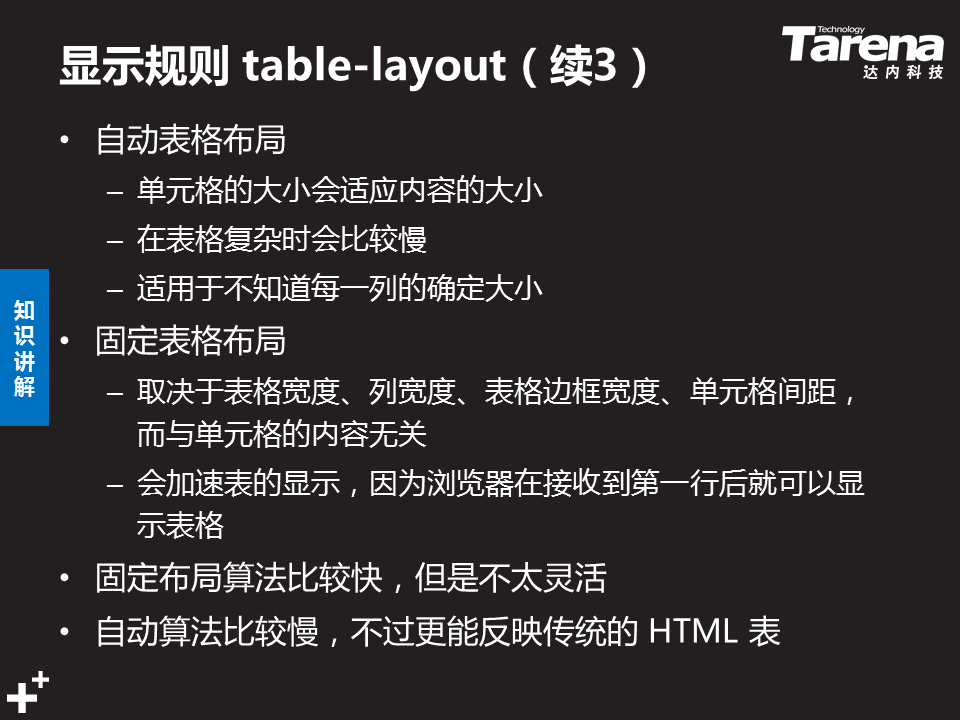 显示规则 table-layout（续3）
Technology
Tarena
达内科技
• 自动表格布局
– 单元格的大小会适应内容的大小
– 在表格复杂时会比较慢
– 适用于不知道每一列的确定大小
知识讲解
• 固定表格布局
– 取决于表格宽度、列宽度、表格边框宽度、单元格间距，
而与单元格的内容无关
– 会加速表的显示，因为浏览器在接收到第一行后就可以显
示表格
• 固定布局算法比较快，但是不太灵活
• 自动算法比较慢，不过更能反映传统的 HTML 表